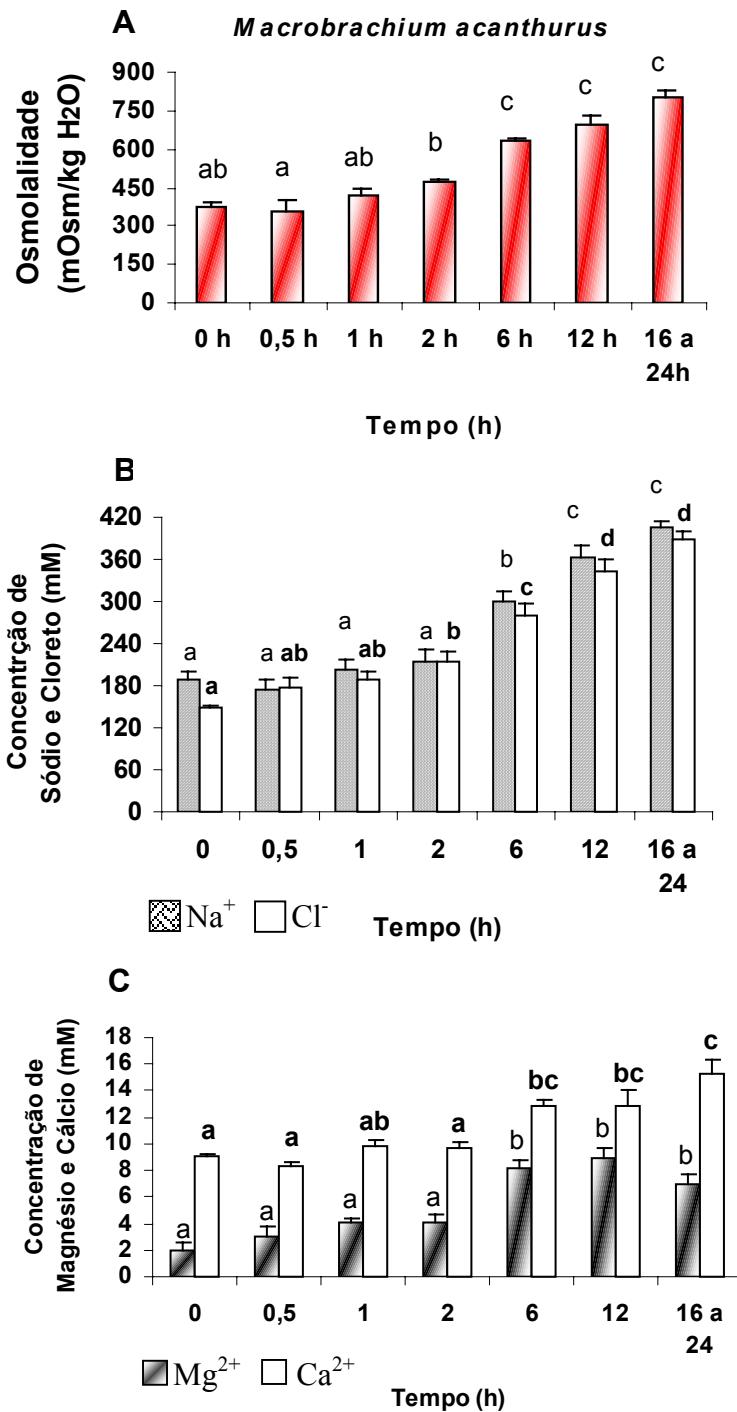 A
Macrobrachium acanthurus
Osmolalidade
(mOsm/kg H2O)
900
750
600
450
300
150
0
ab
a
ab
b
c
c
c
0 h
0,5 h
1 h
2 h
6 h
12 h
16 a
24h
Tempo (h)
B
Concentrção de
Sódio e Cloreto (mM)
420
360
300
240
180
120
60
0
a
a
a
ab
a
ab
a
b
b
c
c
d
c
d
0
0,5
1
2
6
12
16 a
24
Na+
Cl-
Tempo (h)
C
Concentração de
Magnésio e Cálcio (mM)
18
16
14
12
10
8
6
4
2
0
a
a
a
a
a
ab
a
a
b
bc
b
bc
b
c
0
0,5
1
2
6
12
16 a
24
Mg2+
Ca2+
Tempo (h)